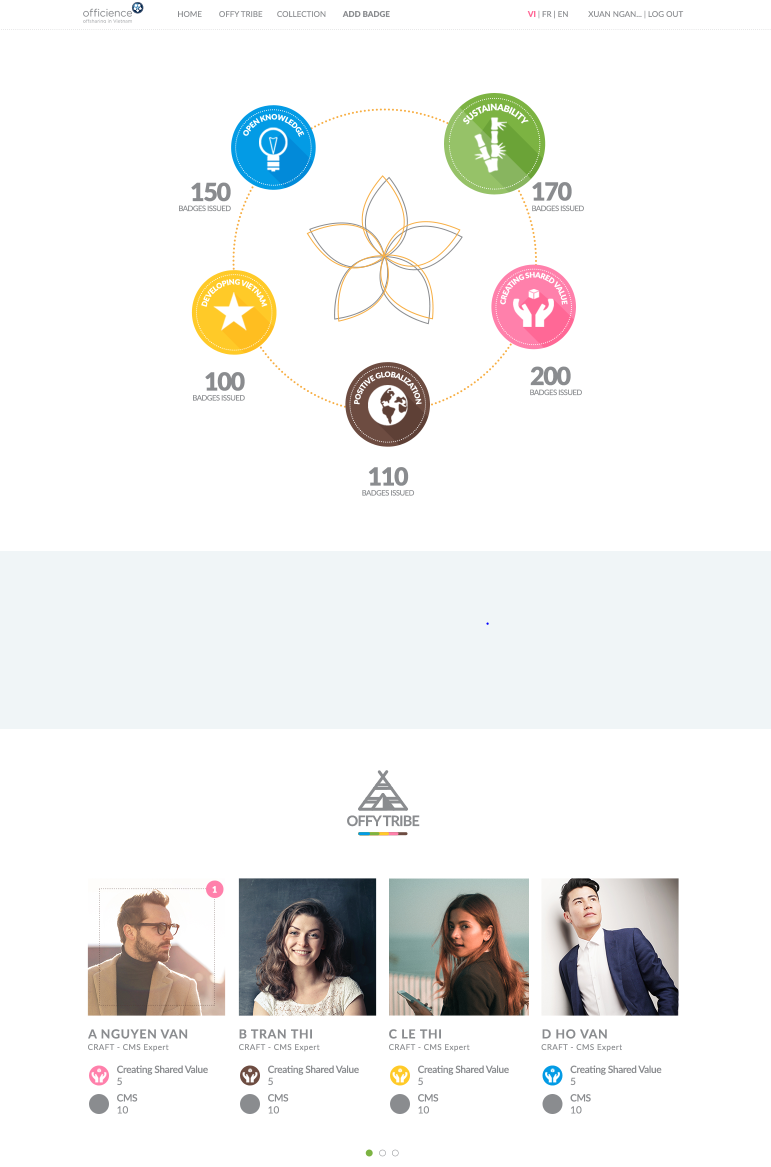 officience
offshoring in Vietnam
HOME OFFY TRIBE COLLECTION ADD BADGE VI | FR | EN XUAN NGAN... | LOG OUT
OPEN KNOWLEDGE
SUSTAINABILITY
150
BADGES ISSUED
170
BADGES ISSUED
DEVELOPING VIETNAM
CREATING SHARED VALUE
100
BADGES ISSUED
200
BADGES ISSUED
POSITIVE GLOBALIZATION
110
BADGES ISSUED
OFFY TRIBE
1
A NGUYEN VAN
CRAFT - CMS Expert
Creating Shared Value
5
CMS
10
B TRAN THI
CRAFT - CMS Expert
Creating Shared Value
5
CMS
10
C LE THI
CRAFT - CMS Expert
Creating Shared Value
5
CMS
10
D HO VAN
CRAFT - CMS Expert
Creating Shared Value
5
CMS
10